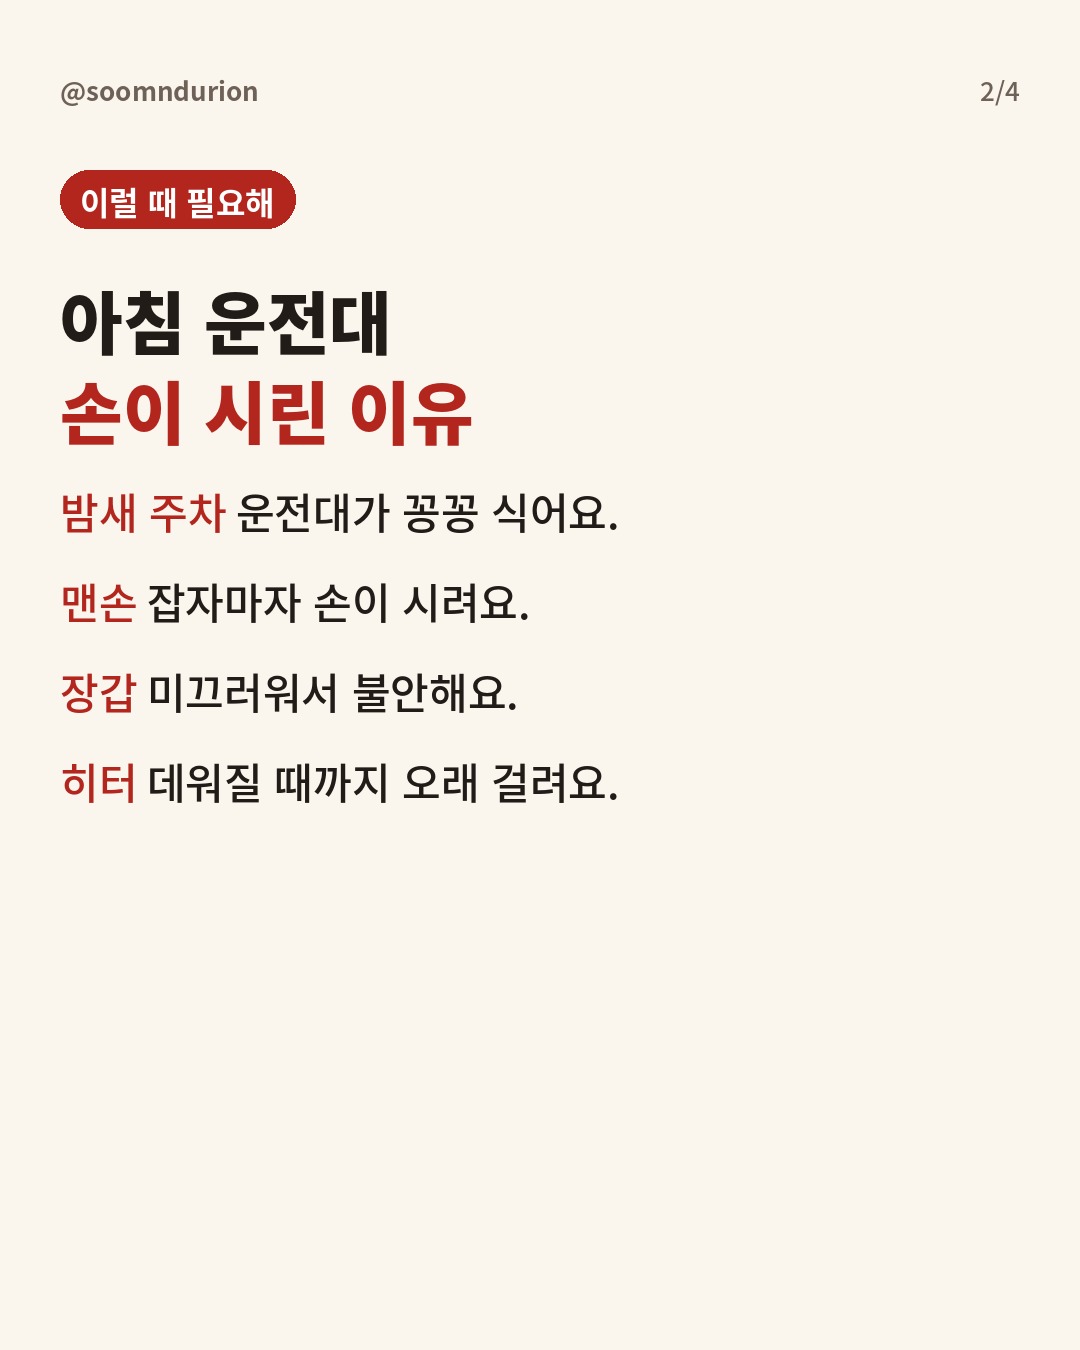 @soomndurion
2/4
이럴 때 필요해
아침 운전대
손이 시린 이유
밤새 주차 운전대가 꽁꽁 식어요.
맨손 잡자마자 손이 시려요.
장갑 미끄러워서 불안해요.
히터 데워질 때까지 오래 걸려요.